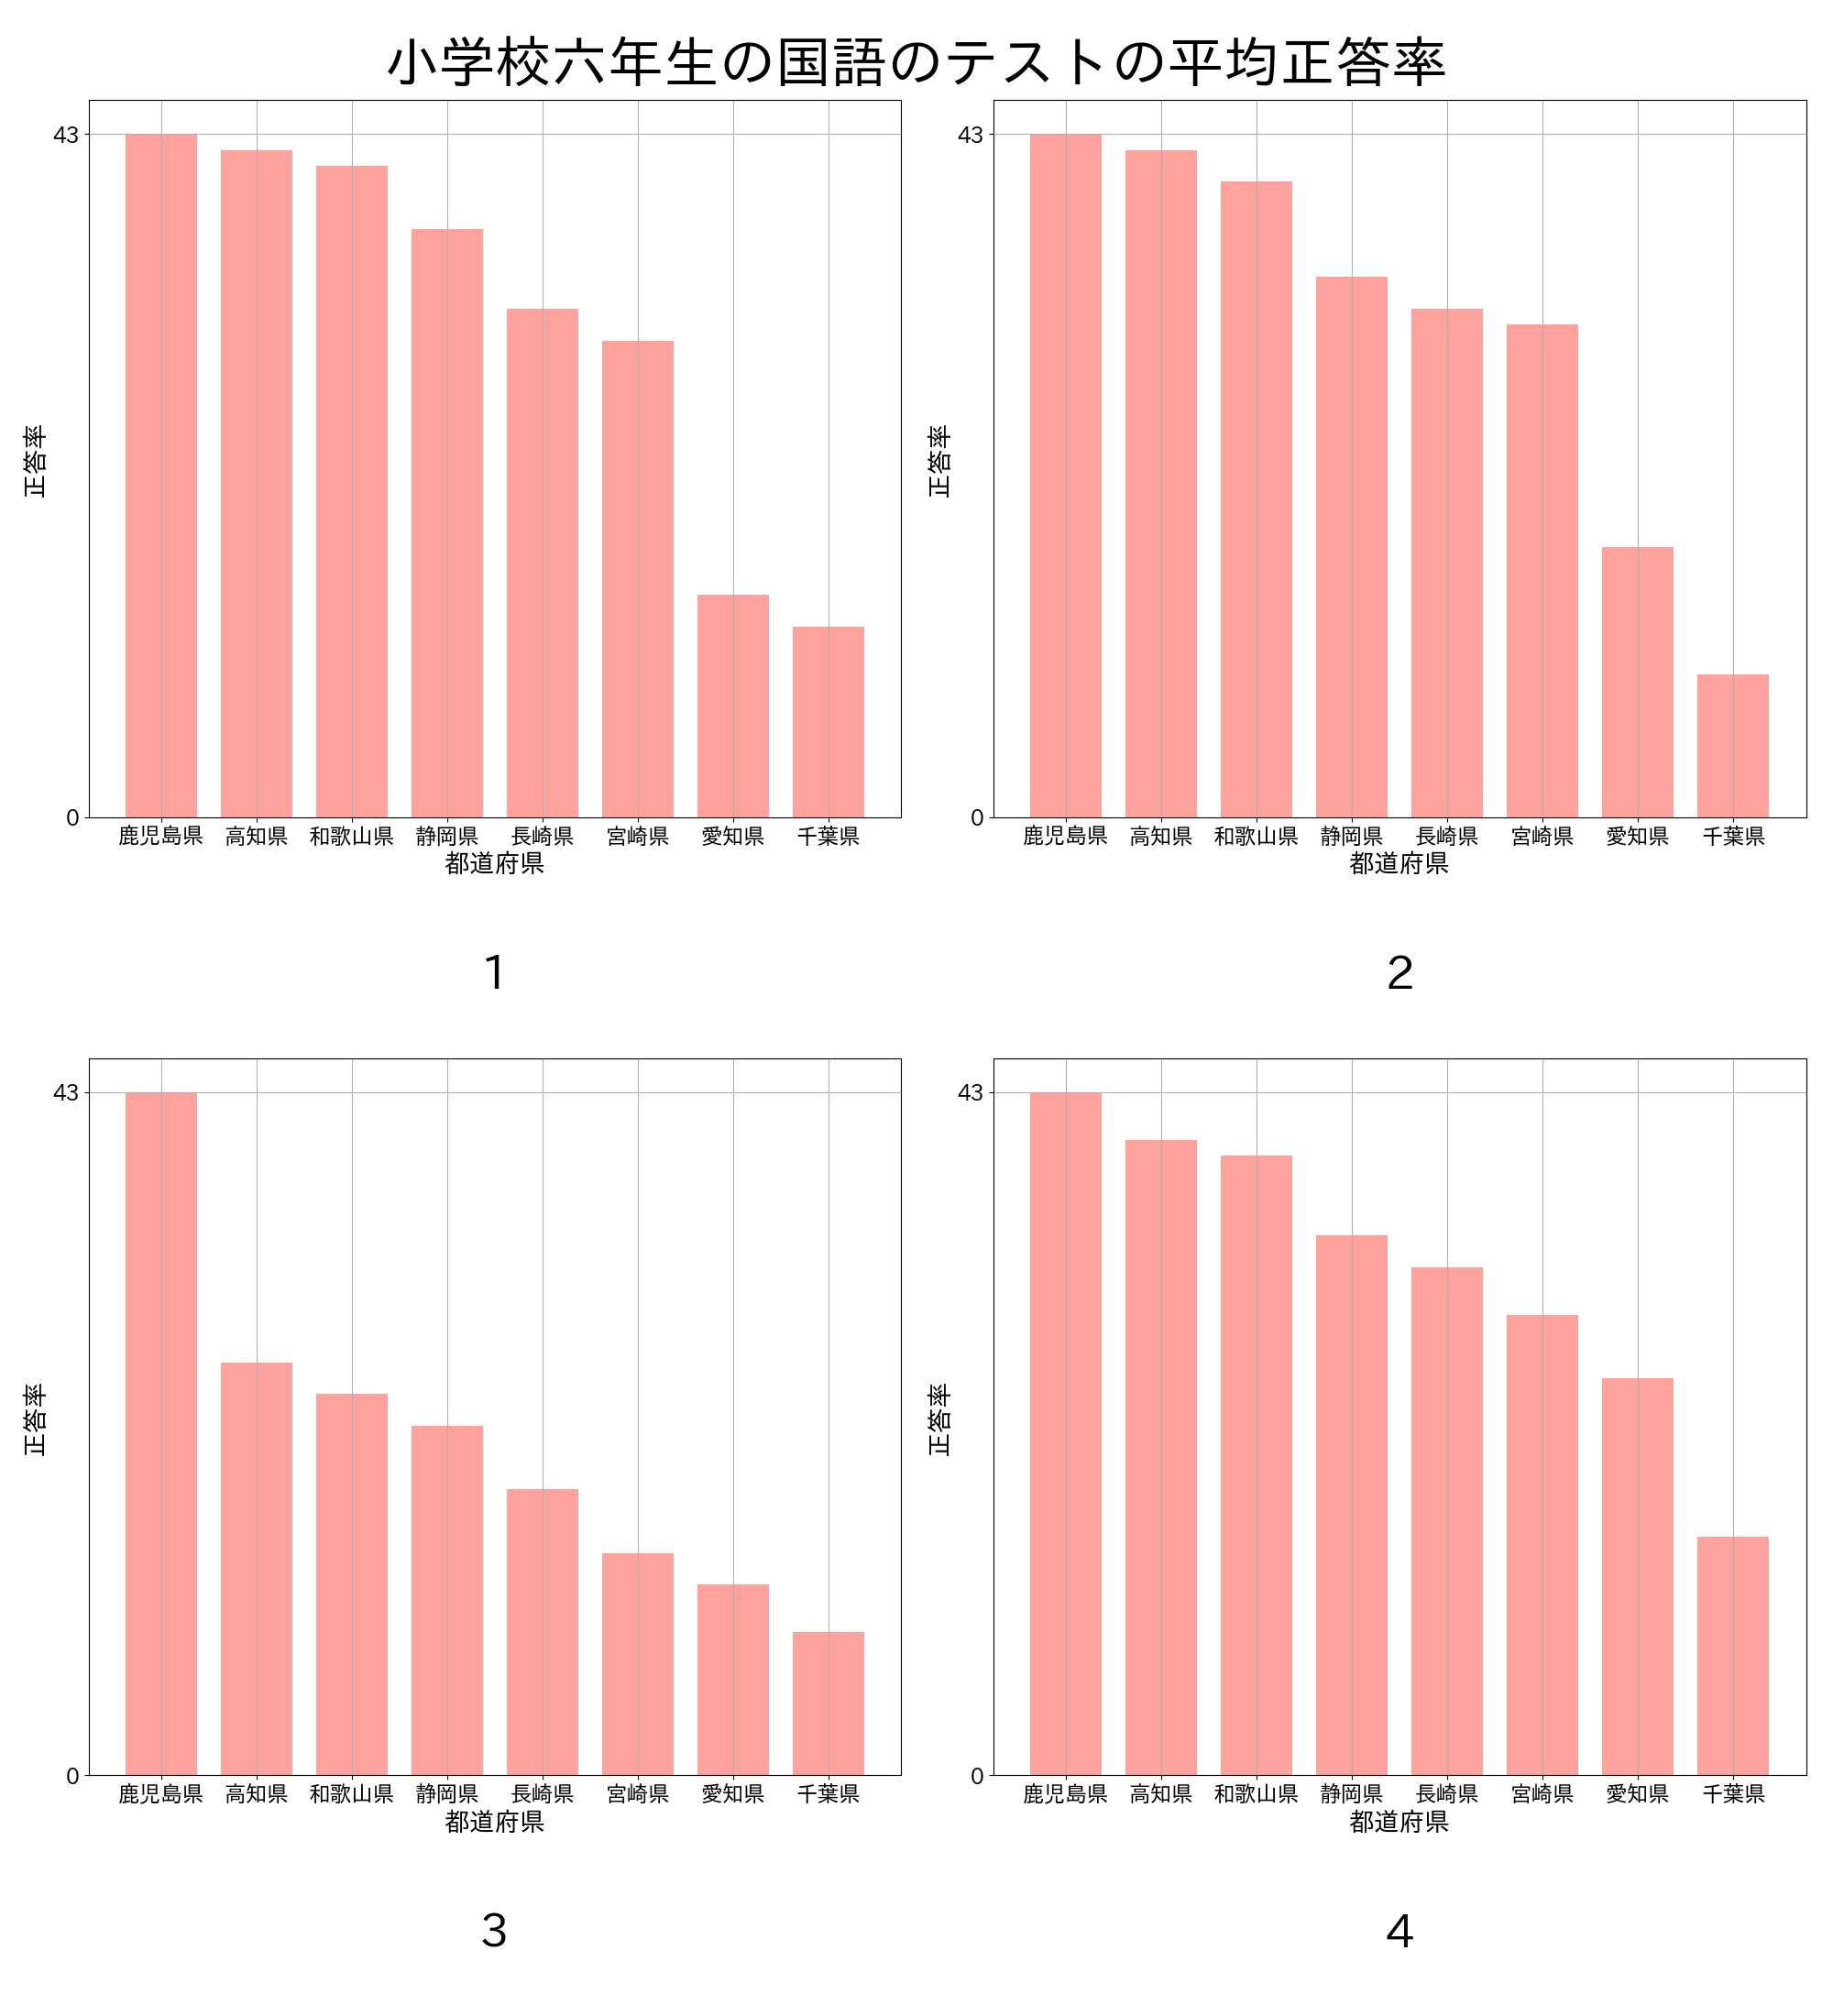 小学校六年生の国語のテストの平均正答率
43
0
正答率
鹿児島県 高知県 和歌山県 静岡県 長崎県 宮崎県 愛知県 千葉県
都道府県
1
43
0
正答率
鹿児島県 高知県 和歌山県 静岡県 長崎県 宮崎県 愛知県 千葉県
都道府県
2
43
0
正答率
鹿児島県 高知県 和歌山県 静岡県 長崎県 宮崎県 愛知県 千葉県
都道府県
3
43
0
正答率
鹿児島県 高知県 和歌山県 静岡県 長崎県 宮崎県 愛知県 千葉県
都道府県
4